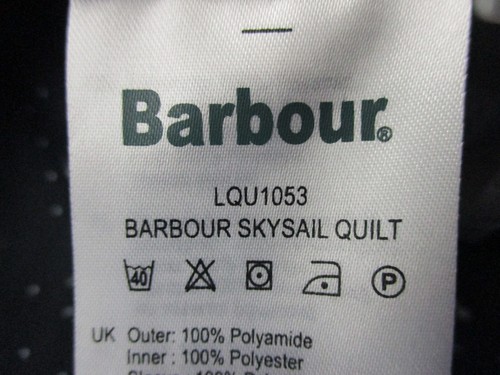 Barbour®
LQU1053
BARBOUR SKYSAIL QUILT
40 P
UK Outer: 100% Polyamide
Inner : 100% Polyester